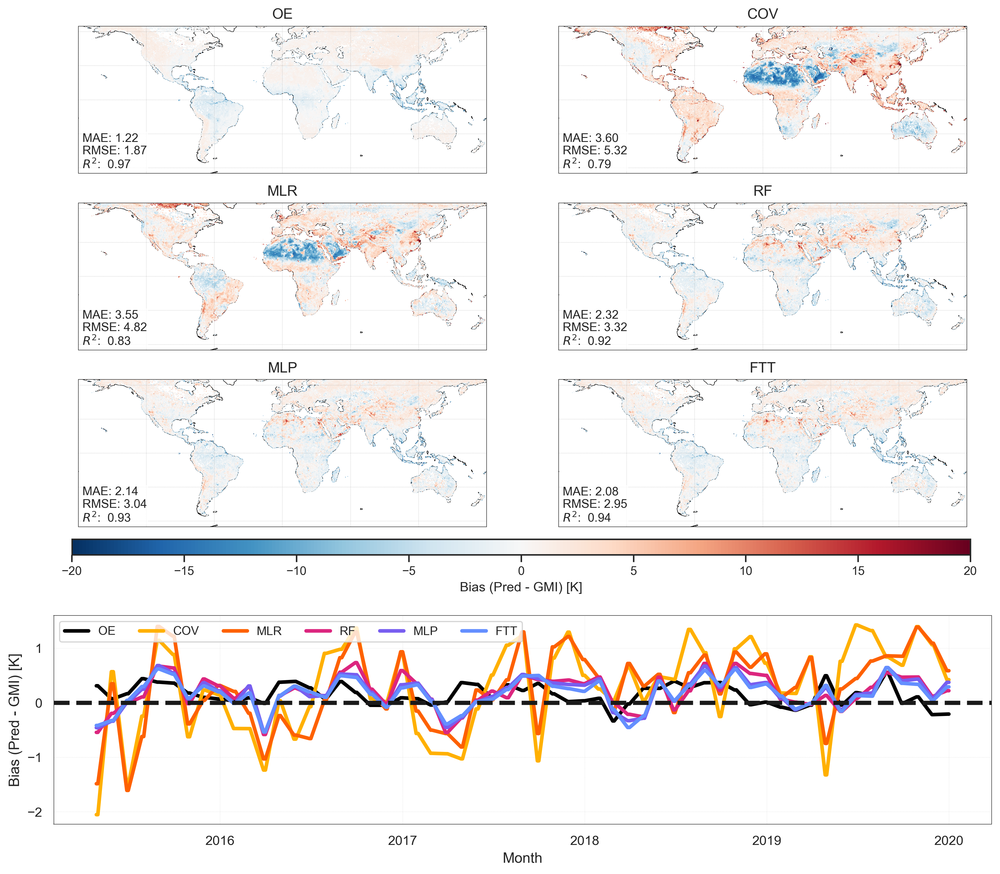 OE
COV
MAE: 1.22
RMSE: 1.87
R²: 0.97
MAE: 3.60
RMSE: 5.32
R²: 0.79
MLR
RF
MAE: 3.55
RMSE: 4.82
R²: 0.83
MAE: 2.32
RMSE: 3.32
R²: 0.92
MLP
FTT
MAE: 2.14
RMSE: 3.04
R²: 0.93
MAE: 2.08
RMSE: 2.95
R²: 0.94
−20 −15 −10 −5 0 5 10 15 20
Bias (Pred - GMI) [K]
OE COV MLR RF MLP FTT
1
0
−1
−2
Bias (Pred - GMI) [K]
2016 2017 2018 2019 2020
Month